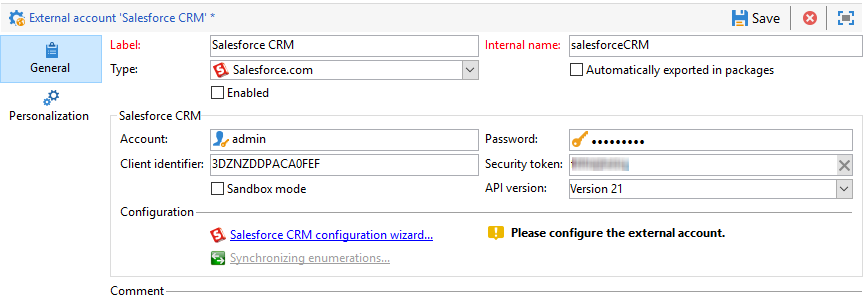 External account 'Salesforce CRM' * Save
General
Personalization
Label: Salesforce CRM Internal name: salesforceCRM
Type: Salesforce.com Automatically exported in packages
Enabled
Salesforce CRM
Account: admin Password: •••••••••
Client identifier: 3DZNZDDPACA0FEF Security token:
Sandbox mode API version: Version 21
Configuration
Salesforce CRM configuration wizard... Please configure the external account.
Synchronizing enumerations...
Comment